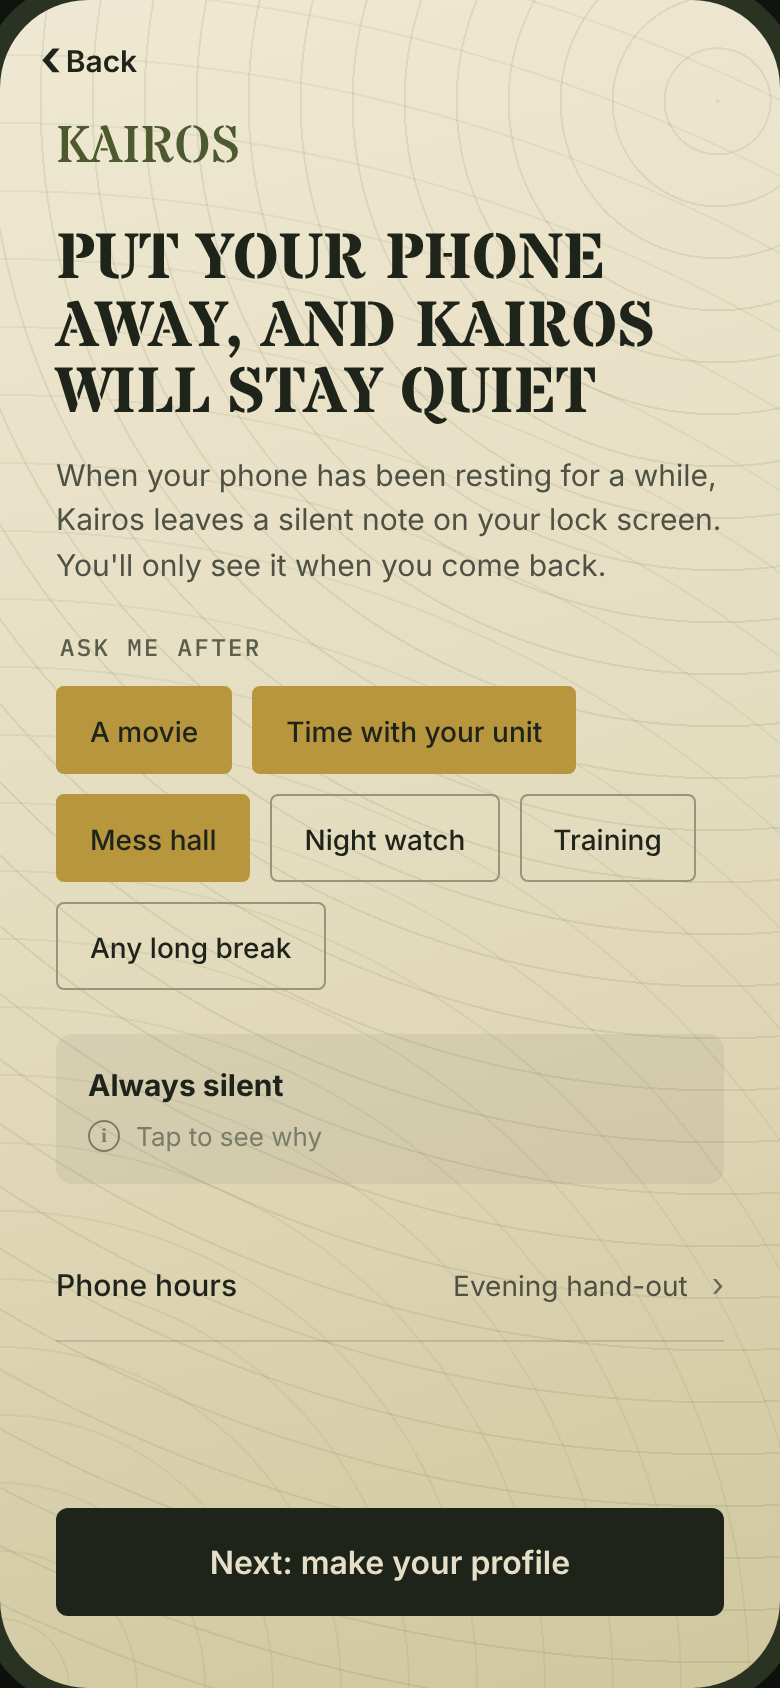 Back
KAIROS
PUT YOUR PHONE
AWAY, AND KAIROS
WILL STAY QUIET
When your phone has been resting for a while,
Kairos leaves a silent note on your lock screen.
You'll only see it when you come back.
ASK ME AFTER
A movie
Time with your unit
Mess hall
Night watch
Training
Any long break
Always silent
i Tap to see why
Phone hours
Evening hand-out
Next: make your profile